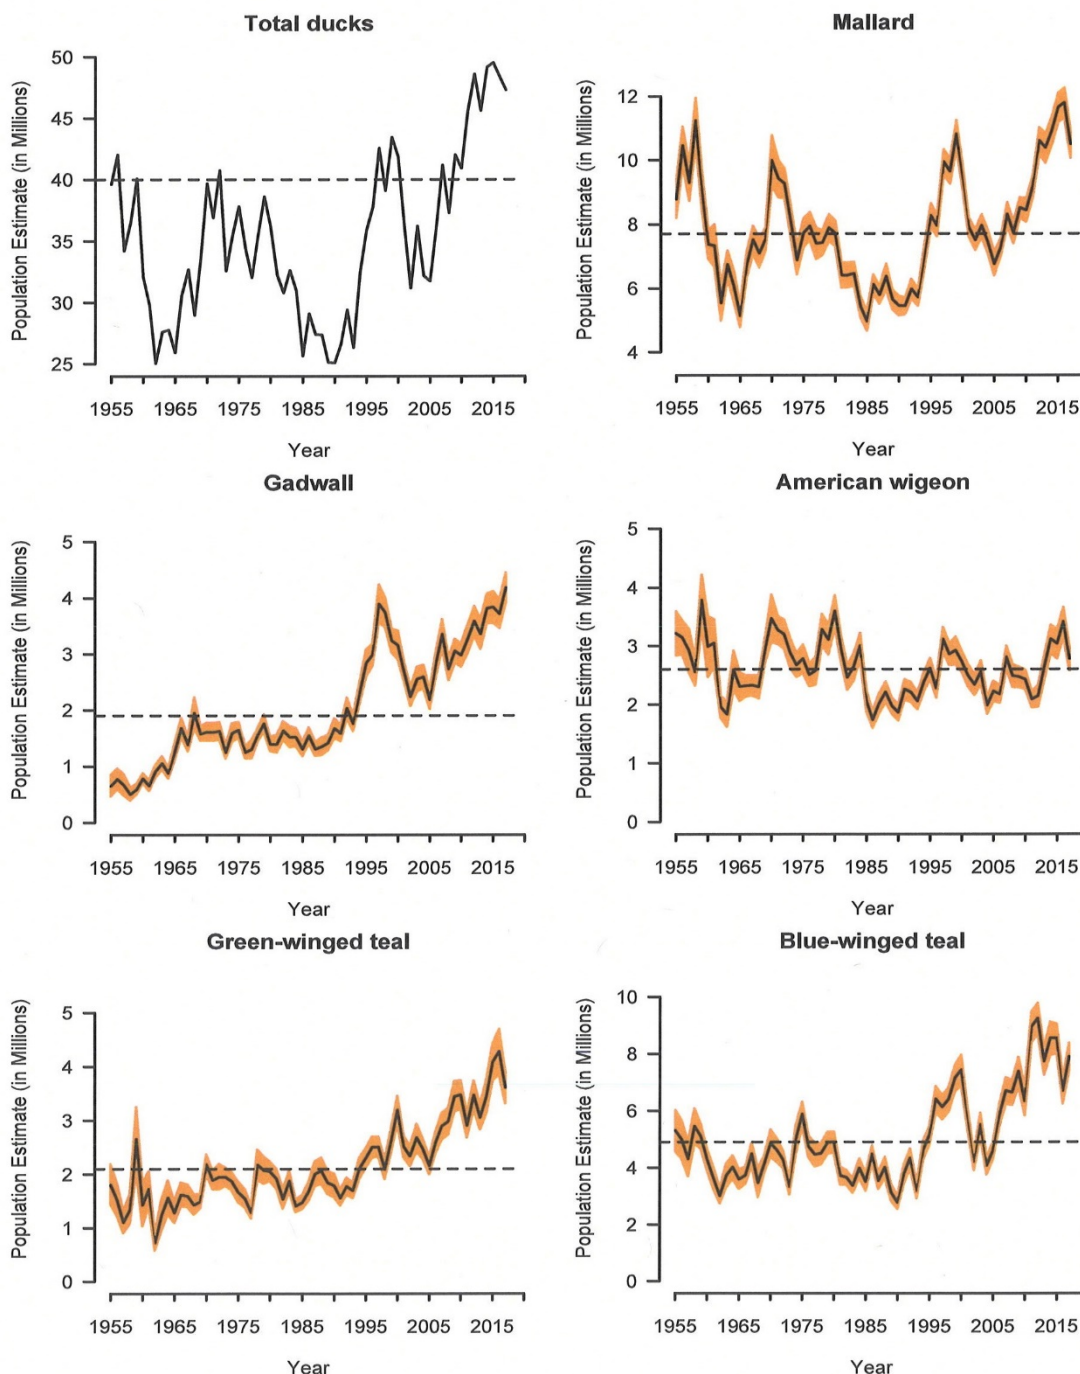 Total ducks
Population Estimate (in Millions)
50
45
40
35
30
25
1955 1965 1975 1985 1995 2005 2015
Year
Mallard
Population Estimate (in Millions)
12
10
8
6
4
1955 1965 1975 1985 1995 2005 2015
Year
Gadwall
Population Estimate (in Millions)
5
4
3
2
1
0
1955 1965 1975 1985 1995 2005 2015
Year
American wigeon
Population Estimate (in Millions)
5
4
3
2
1
0
1955 1965 1975 1985 1995 2005 2015
Year
Green-winged teal
Population Estimate (in Millions)
5
4
3
2
1
0
1955 1965 1975 1985 1995 2005 2015
Year
Blue-winged teal
Population Estimate (in Millions)
10
8
6
4
2
0
1955 1965 1975 1985 1995 2005 2015
Year